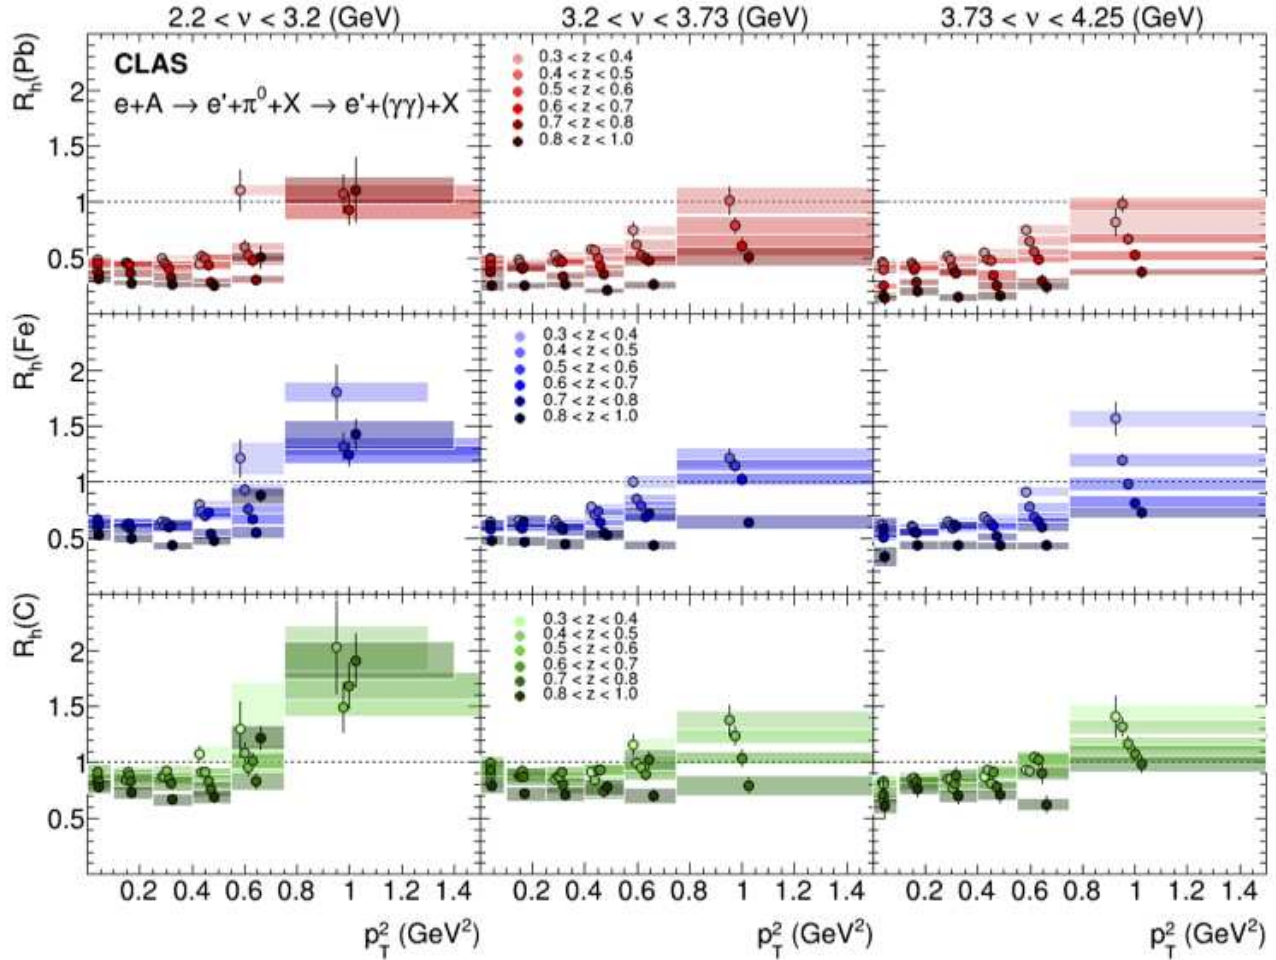 2.2 < ν < 3.2 (GeV)
3.2 < ν < 3.73 (GeV)
3.73 < ν < 4.25 (GeV)
R_h(Pb)
2
1.5
1
0.5
CLAS
e+A → e'+π⁰+X → e'+(γγ)+X
0.3 < z < 0.4
0.4 < z < 0.5
0.5 < z < 0.6
0.6 < z < 0.7
0.7 < z < 0.8
0.8 < z < 1.0
R_h(Fe)
2
1.5
1
0.5
0.3 < z < 0.4
0.4 < z < 0.5
0.5 < z < 0.6
0.6 < z < 0.7
0.7 < z < 0.8
0.8 < z < 1.0
R_h(C)
2
1.5
1
0.5
0.3 < z < 0.4
0.4 < z < 0.5
0.5 < z < 0.6
0.6 < z < 0.7
0.7 < z < 0.8
0.8 < z < 1.0
0.2 0.4 0.6 0.8 1 1.2 1.4
0.2 0.4 0.6 0.8 1 1.2 1.4
0.2 0.4 0.6 0.8 1 1.2 1.4
p_T² (GeV²)
p_T² (GeV²)
p_T² (GeV²)